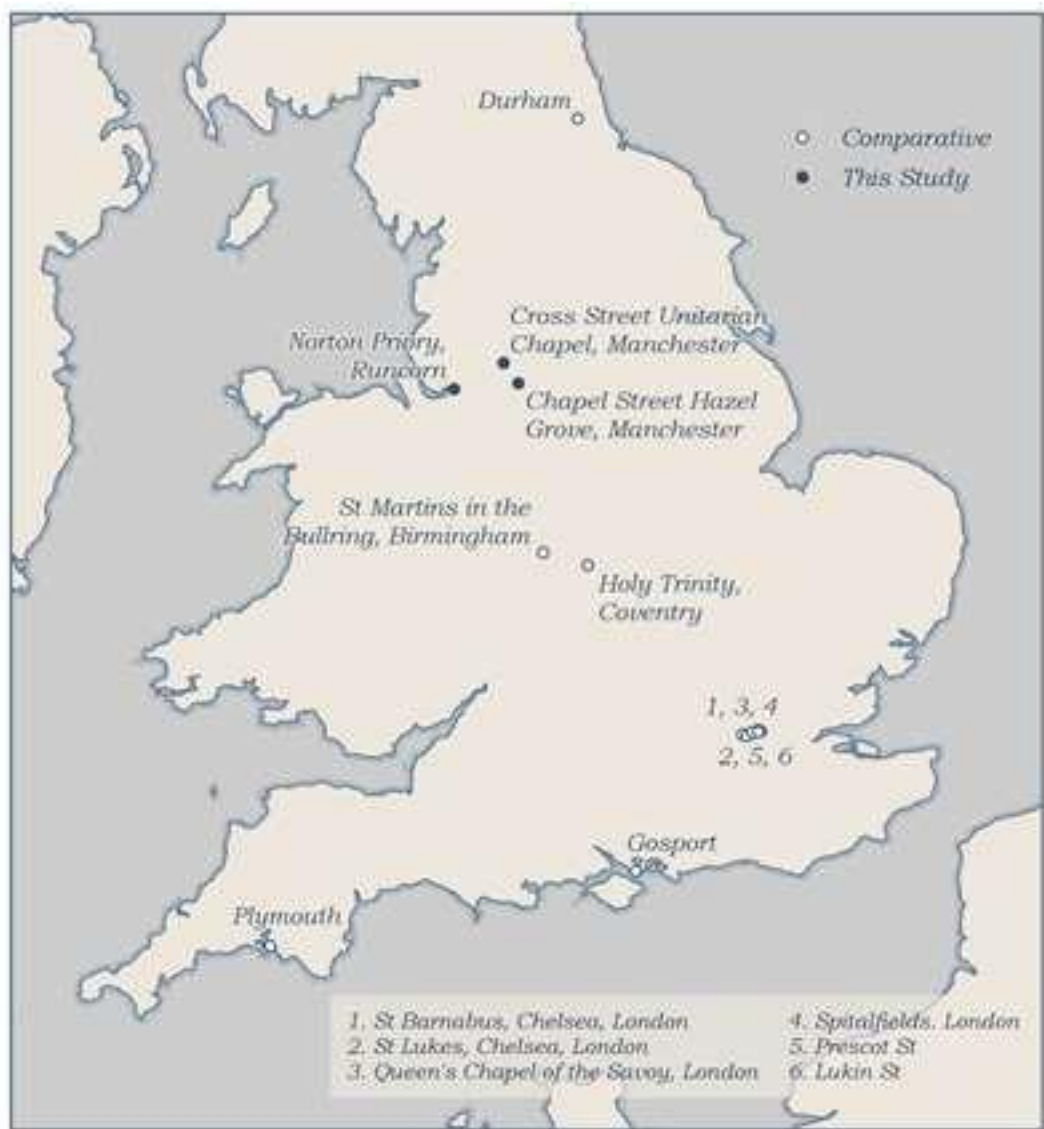 Durham
Comparative
This Study
Cross Street Unitarian
Chapel, Manchester
Norton Priory,
Runcorn
Chapel Street Hazel
Grove, Manchester
St Martins in the
Bullring, Birmingham
Holy Trinity,
Coventry
1, 3, 4
2, 5, 6
Gosport
Plymouth
1. St Barnabus, Chelsea, London
2. St Lukes, Chelsea, London
3. Queen's Chapel of the Savoy, London
4. Spitalfields. London
5. Prescot St
6. Lukin St